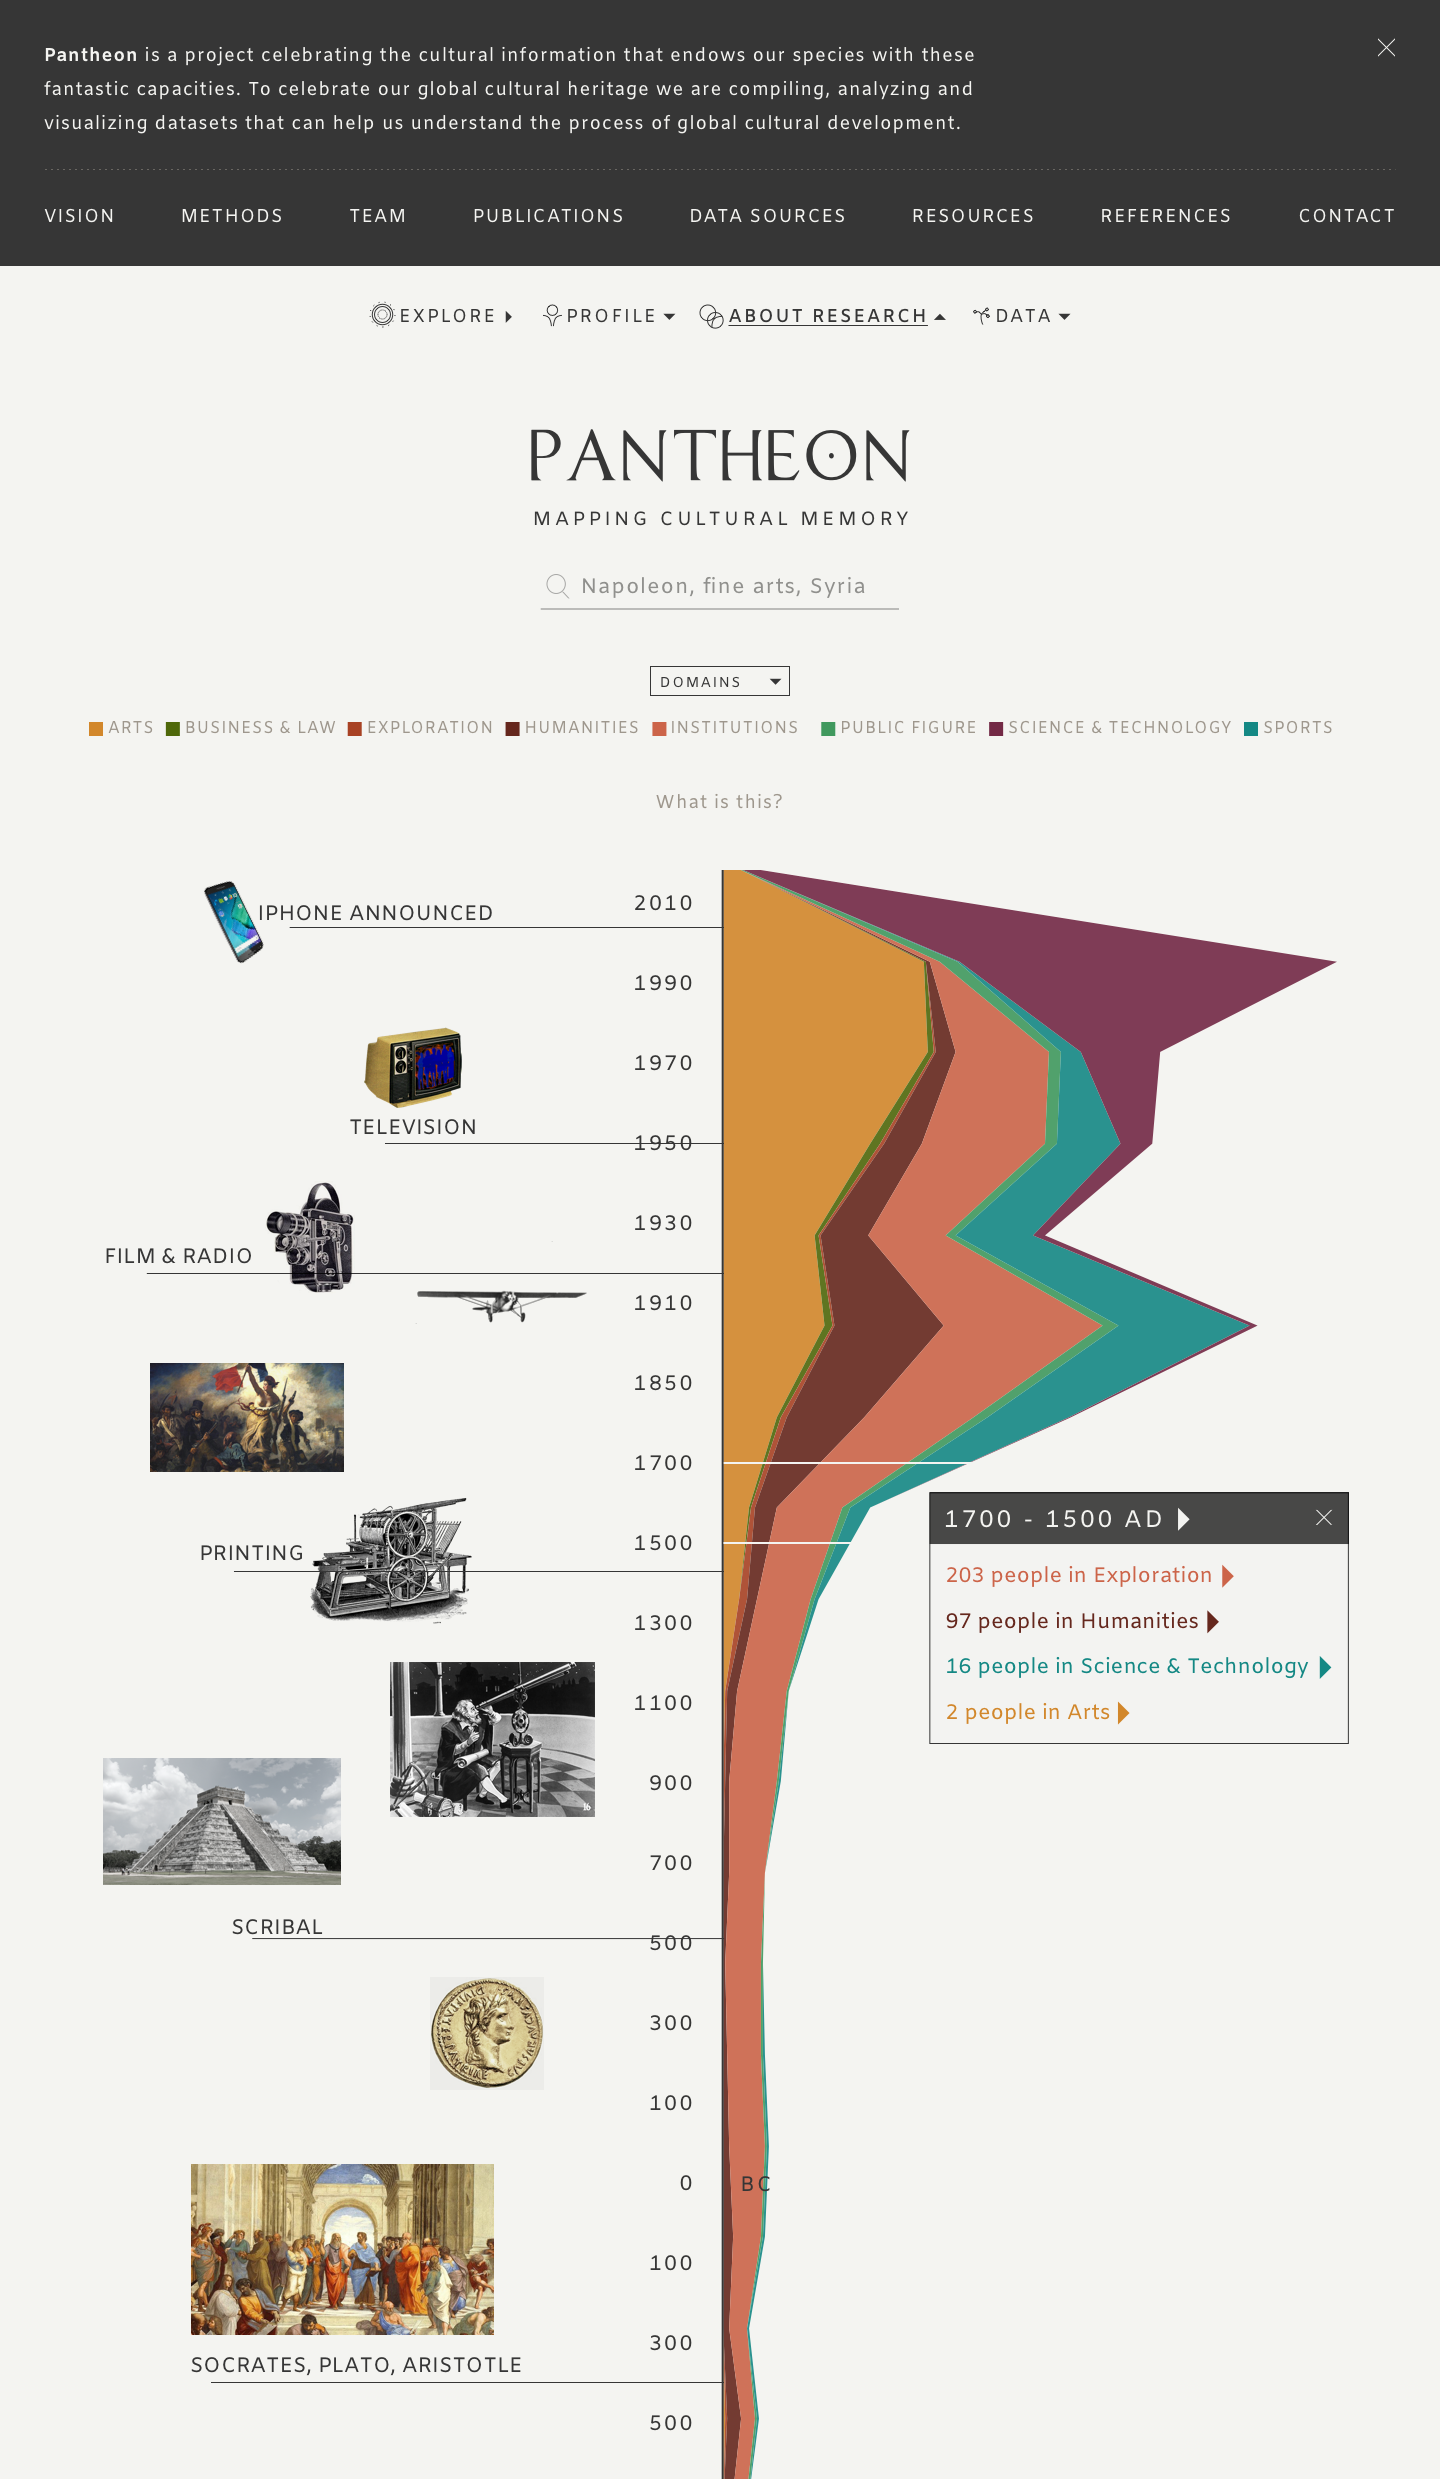 Pantheon is a project celebrating the cultural information that endows our species with these
fantastic capacities. To celebrate our global cultural heritage we are compiling, analyzing and
visualizing datasets that can help us understand the process of global cultural development.
VISION METHODS TEAM PUBLICATIONS DATA SOURCES RESOURCES REFERENCES CONTACT
EXPLORE PROFILE ABOUT RESEARCH DATA
PANTHEON
MAPPING CULTURAL MEMORY
Napoleon, fine arts, Syria
DOMAINS
ARTS BUSINESS & LAW EXPLORATION HUMANITIES INSTITUTIONS PUBLIC FIGURE SCIENCE & TECHNOLOGY SPORTS
What is this?
2010
IPHONE ANNOUNCED
1990
1970
TELEVISION
1950
1930
FILM & RADIO
1910
1850
1700
1700 - 1500 AD
1500
PRINTING
203 people in Exploration
97 people in Humanities
1300
16 people in Science & Technology
1100
2 people in Arts
900
16
700
SCRIBAL
500
300
100
0 BC
100
300
SOCRATES, PLATO, ARISTOTLE
500